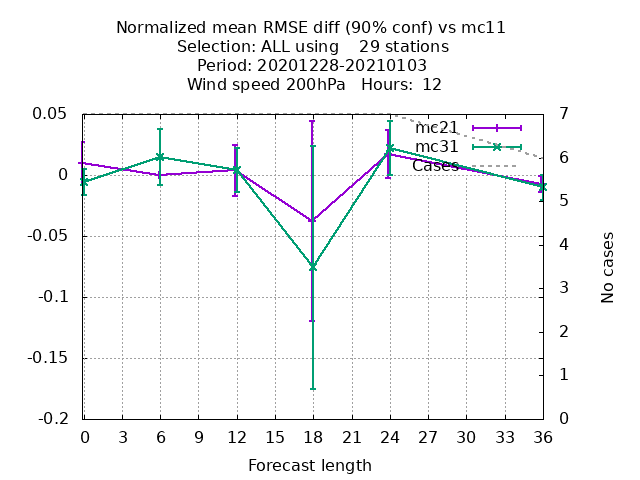 Normalized mean RMSE diff (90% conf) vs mc11
Selection: ALL using    29 stations
Period: 20201228-20210103
Wind speed 200hPa   Hours:  12
0.05
0
-0.05
-0.1
-0.15
-0.2
7
6
5
4
3
2
1
0
No cases
mc21
mc31
Cases
0 3 6 9 12 15 18 21 24 27 30 33 36
Forecast length